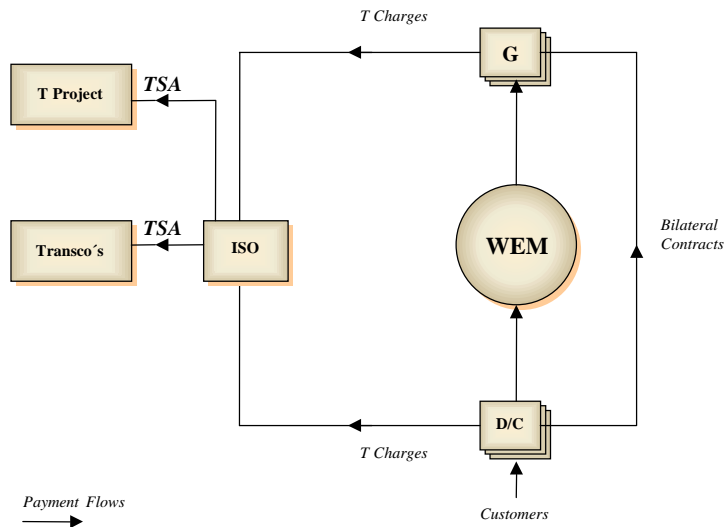 T Charges
G
T Project
TSA
Transco´s
TSA
ISO
WEM
Bilateral
Contracts
D/C
T Charges
Payment Flows
Customers